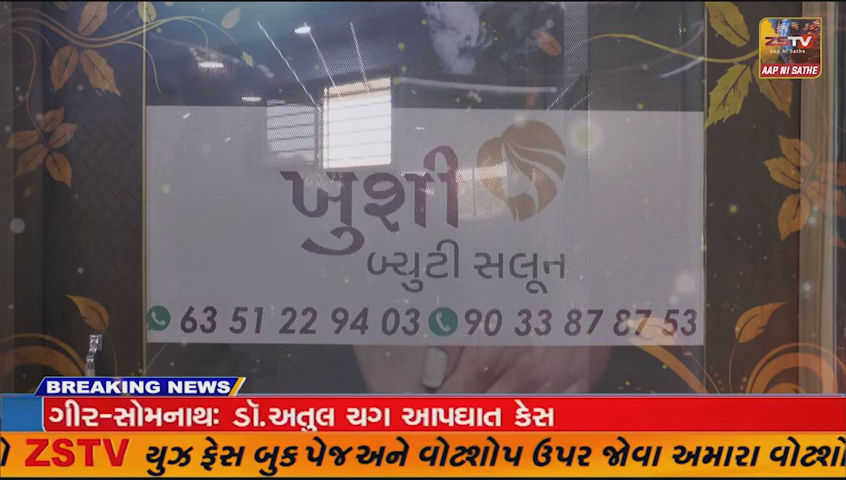 ZSTV
Aap Ni Sathe
AAP NI SATHE
ખુશી
બ્યુટી સલૂન
63 51 22 94 03 90 33 87 87 53
BREAKING NEWS
ગીર-સોમનાથઃ ડૉ.અતુલ ચગ આપઘાત કેસ
ZSTV યુઝ ફેસ બુક પેજ અને વોટશોપ ઉપર જોવા અમારા